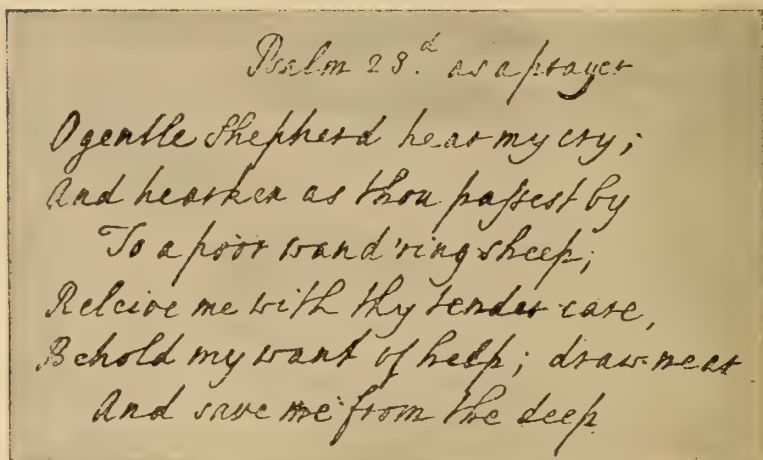 Psalm 23.d as a prayer
O gentle Shepherd hear my cry;
And hearken as thou paſsest by
To a poor wand'ring sheep;
Releive me with thy tender care,
Behold my want of help; draw near
And save me from the deep